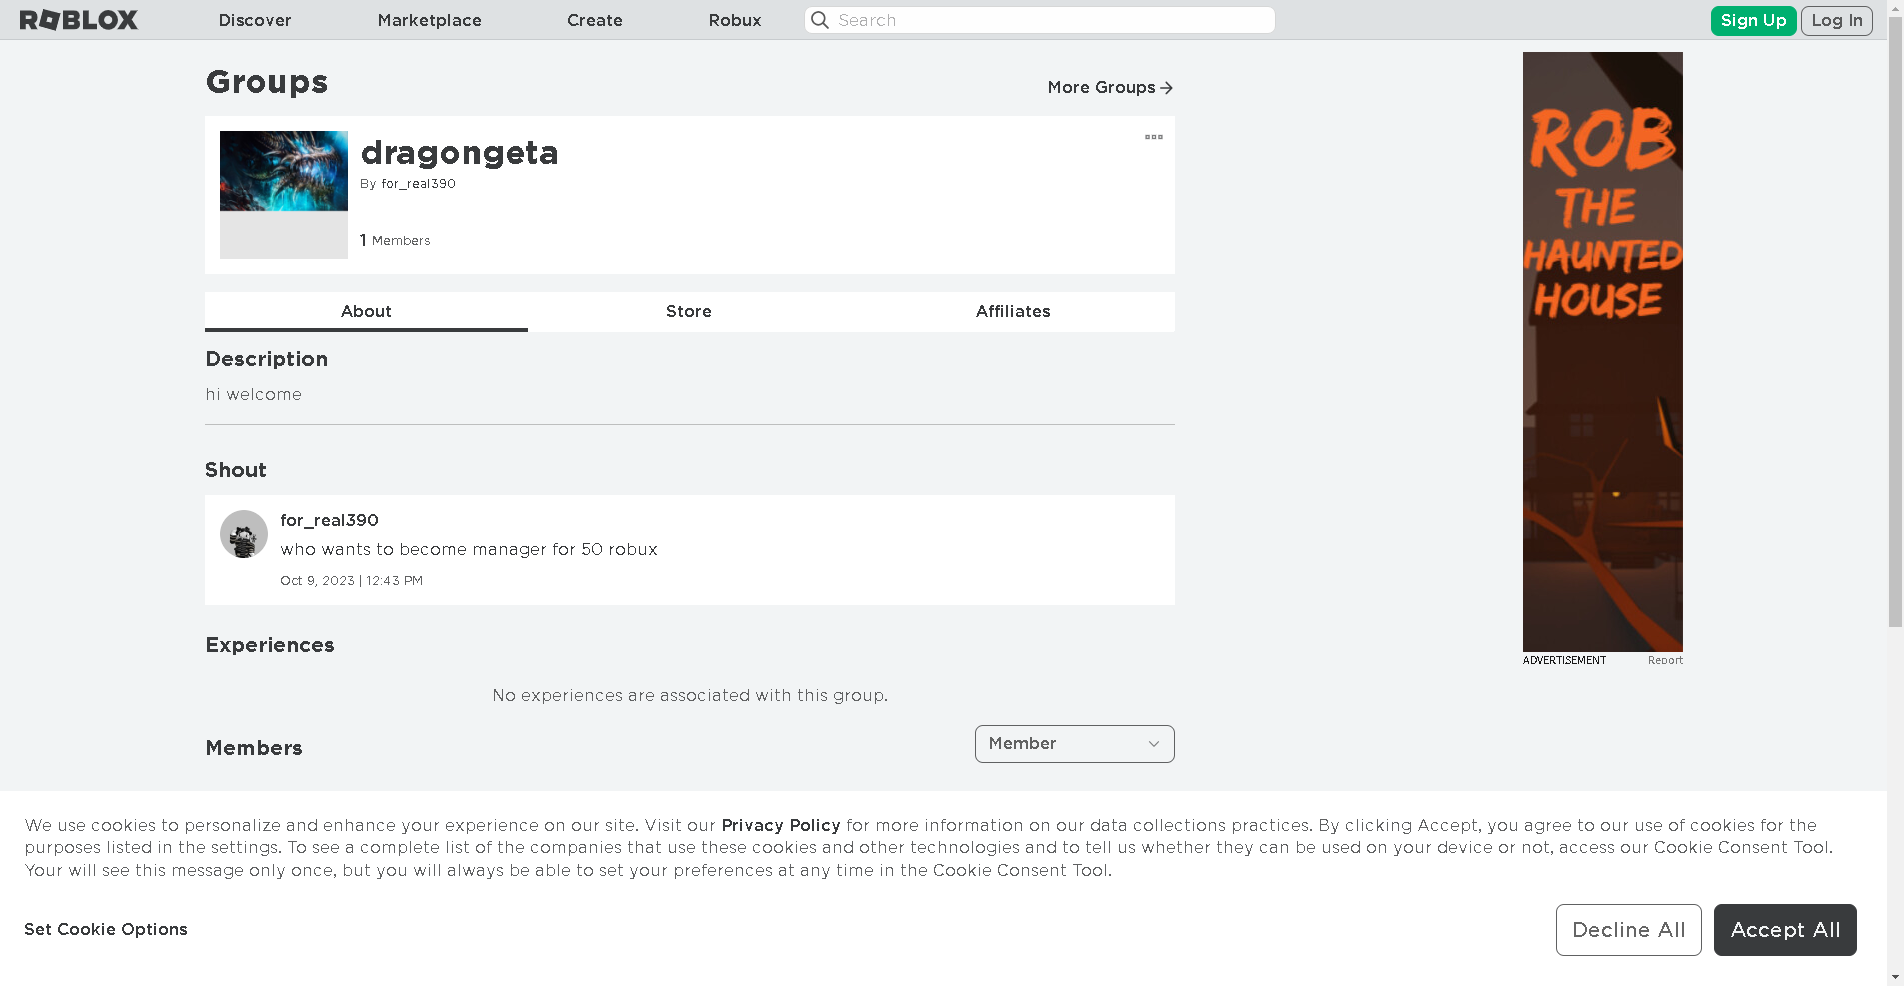 ROBLOX
Discover
Marketplace
Create
Robux
Search
Sign Up
Log In
Groups
More Groups
dragongeta
By for_real390
1 Members
About
Store
Affiliates
Description
hi welcome
Shout
for_real390
who wants to become manager for 50 robux
Oct 9, 2023 | 12:43 PM
Experiences
No experiences are associated with this group.
Members
Member
ROB
THE
HAUNTED
HOUSE
ADVERTISEMENT
Report
We use cookies to personalize and enhance your experience on our site. Visit our Privacy Policy for more information on our data collections practices. By clicking Accept, you agree to our use of cookies for the
purposes listed in the settings. To see a complete list of the companies that use these cookies and other technologies and to tell us whether they can be used on your device or not, access our Cookie Consent Tool.
Your will see this message only once, but you will always be able to set your preferences at any time in the Cookie Consent Tool.
Set Cookie Options
Decline All
Accept All